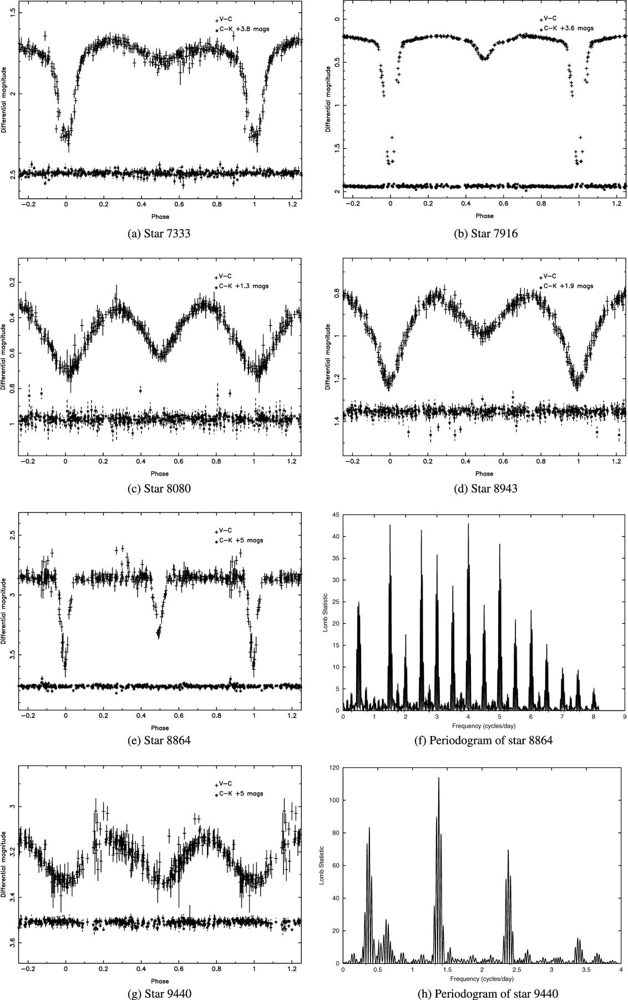 1.5
2
2.5
Differential magnitude
V−C
C−K +3.8 mags
−0.2 0 0.2 0.4 0.6 0.8 1 1.2
Phase
(a) Star 7333
0
0.5
1
1.5
2
Differential magnitude
V−C
C−K +3.6 mags
−0.2 0 0.2 0.4 0.6 0.8 1 1.2
Phase
(b) Star 7916
0.2
0.4
0.6
0.8
1
Differential magnitude
V−C
C−K +1.3 mags
−0.2 0 0.2 0.4 0.6 0.8 1 1.2
Phase
(c) Star 8080
0.8
1
1.2
1.4
Differential magnitude
V−C
C−K +1.9 mags
−0.2 0 0.2 0.4 0.6 0.8 1 1.2
Phase
(d) Star 8943
2.5
3
3.5
Differential magnitude
V−C
C−K +5 mags
−0.2 0 0.2 0.4 0.6 0.8 1 1.2
Phase
(e) Star 8864
45
40
35
30
25
20
15
10
5
0
Lomb Statistic
0 1 2 3 4 5 6 7 8 9
Frequency (cycles/day)
(f) Periodogram of star 8864
3
3.2
3.4
3.6
Differential magnitude
V−C
C−K +5 mags
−0.2 0 0.2 0.4 0.6 0.8 1 1.2
Phase
(g) Star 9440
120
100
80
60
40
20
0
Lomb Statistic
0 0.5 1 1.5 2 2.5 3 3.5 4
Frequency (cycles/day)
(h) Periodogram of star 9440